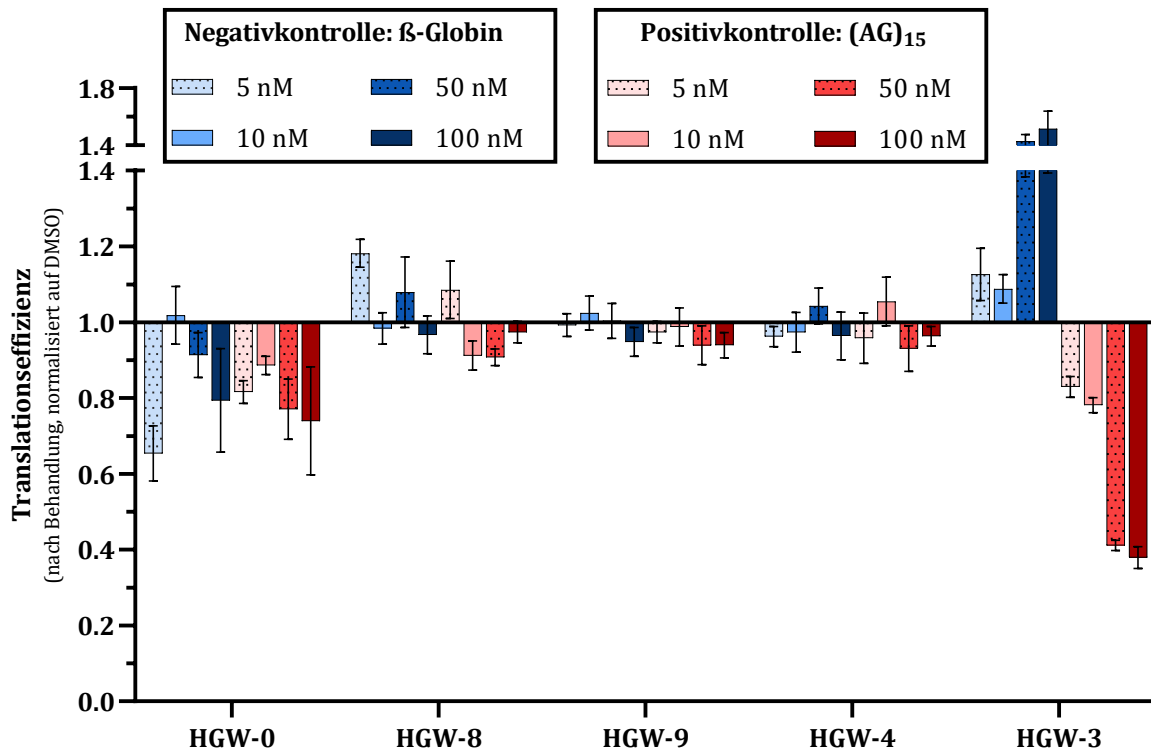 Negativkontrolle: ß-Globin
5 nM
50 nM
10 nM
100 nM
Positivkontrolle: (AG)15
5 nM
50 nM
10 nM
100 nM
Translationseffizienz
(nach Behandlung, normalisiert auf DMSO)
1.8
1.6
1.4
1.4
1.2
1.0
0.8
0.6
0.4
0.2
0.0
HGW-0
HGW-8
HGW-9
HGW-4
HGW-3